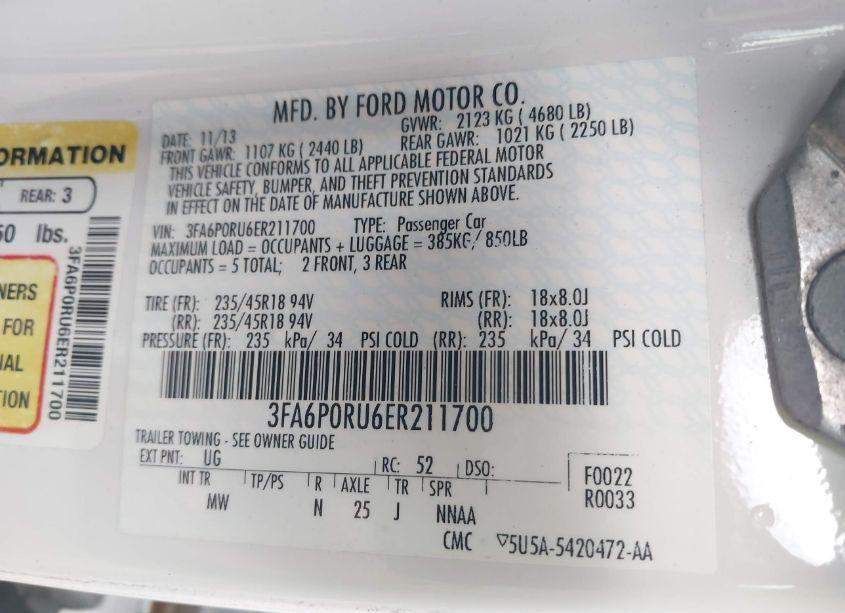 MFD. BY FORD MOTOR CO.
DATE: 11/13 GVWR: 2123 KG ( 4680 LB)
FRONT GAWR: 1107 KG ( 2440 LB) REAR GAWR: 1021 KG ( 2250 LB)
THIS VEHICLE CONFORMS TO ALL APPLICABLE FEDERAL MOTOR
VEHICLE SAFETY, BUMPER, AND THEFT PREVENTION STANDARDS
IN EFFECT ON THE DATE OF MANUFACTURE SHOWN ABOVE.
VIN: 3FA6P0RU6ER211700 TYPE: Passenger Car
MAXIMUM LOAD = OCCUPANTS + LUGGAGE = 385KG/ 850LB
OCCUPANTS = 5 TOTAL; 2 FRONT, 3 REAR
TIRE (FR): 235/45R18 94V RIMS (FR): 18x8.0J
(RR): 235/45R18 94V (RR): 18x8.0J
PRESSURE (FR): 235 kPa/ 34 PSI COLD (RR): 235 kPa/ 34 PSI COLD
3FA6P0RU6ER211700
TRAILER TOWING - SEE OWNER GUIDE
EXT PNT: UG RC: 52 DSO:
INT TR TP/PS R AXLE TR SPR
MW N 25 J NNAA
F0022
R0033
CMC ▽5U5A-5420472-AA
ORMATION
REAR: 3
50 lbs.
NERS
FOR
IAL
TION
3FA6P0RU6ER211700